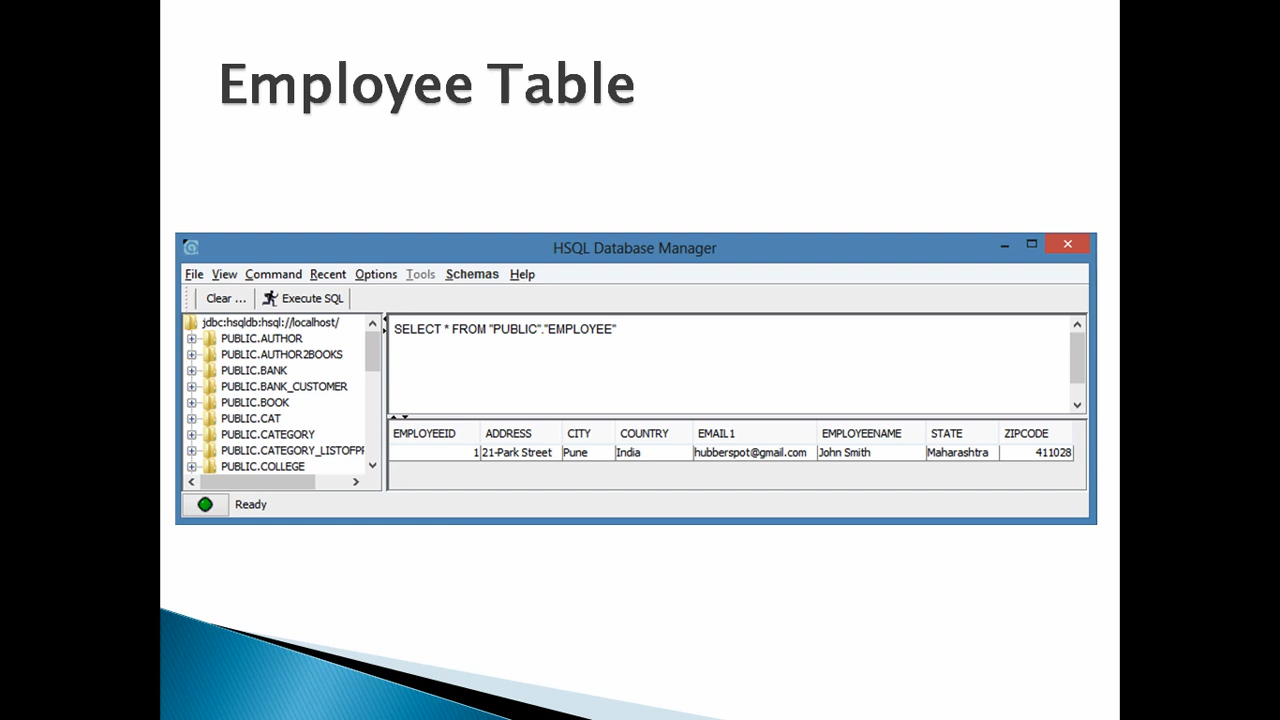 Employee Table
HSQL Database Manager
File View Command Recent Options Tools Schemas Help
Clear ... Execute SQL
jdbc:hsqldb:hsql://localhost/
PUBLIC.AUTHOR
PUBLIC.AUTHOR2BOOKS
PUBLIC.BANK
PUBLIC.BANK_CUSTOMER
PUBLIC.BOOK
PUBLIC.CAT
PUBLIC.CATEGORY
PUBLIC.CATEGORY_LISTOFPR
PUBLIC.COLLEGE
SELECT * FROM "PUBLIC"."EMPLOYEE"
EMPLOYEEID ADDRESS CITY COUNTRY EMAIL1 EMPLOYEENAME STATE ZIPCODE
1 21-Park Street Pune India hubberspot@gmail.com John Smith Maharashtra 411028
Ready